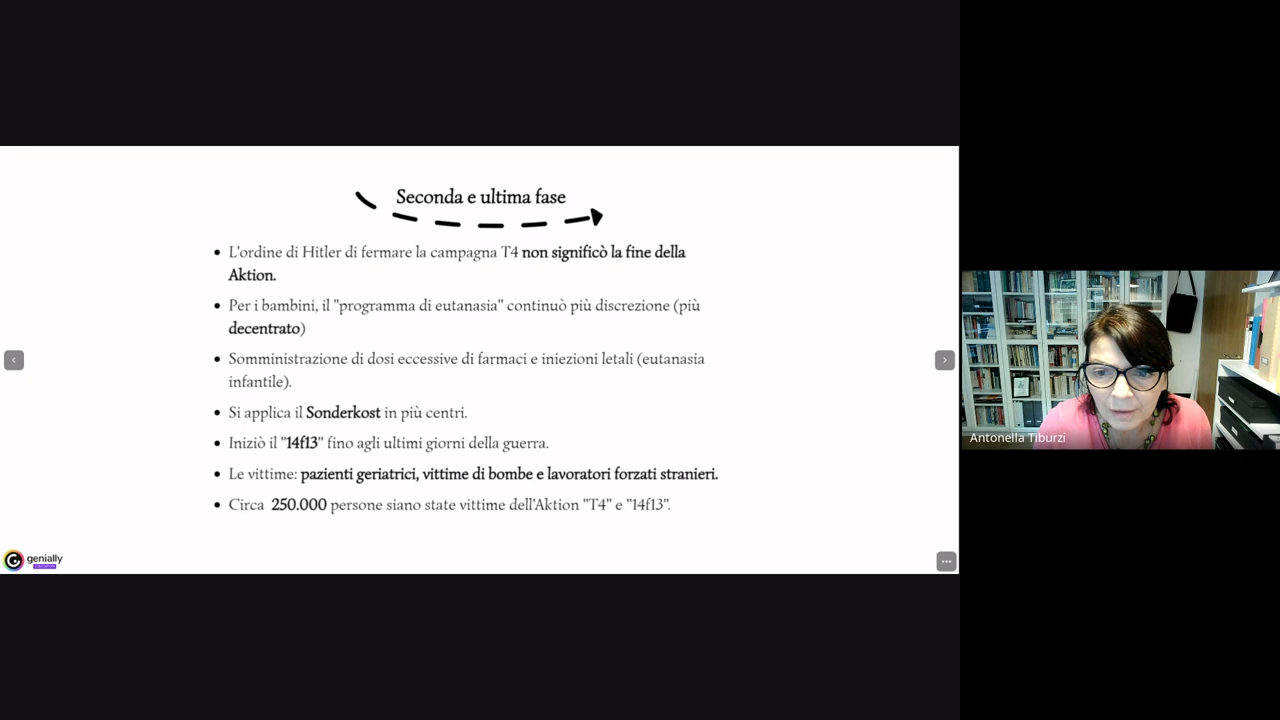 Seconda e ultima fase
L'ordine di Hitler di fermare la campagna T4 non significò la fine della
Aktion.
Per i bambini, il "programma di eutanasia" continuò più discrezione (più
decentrato)
Somministrazione di dosi eccessive di farmaci e iniezioni letali (eutanasia
infantile).
Si applica il Sonderkost in più centri.
Iniziò il "14f13" fino agli ultimi giorni della guerra.
Le vittime: pazienti geriatrici, vittime di bombe e lavoratori forzati stranieri.
Circa 250.000 persone siano state vittime dell'Aktion "T4" e "14f13".
Antonella Tiburzi
genially